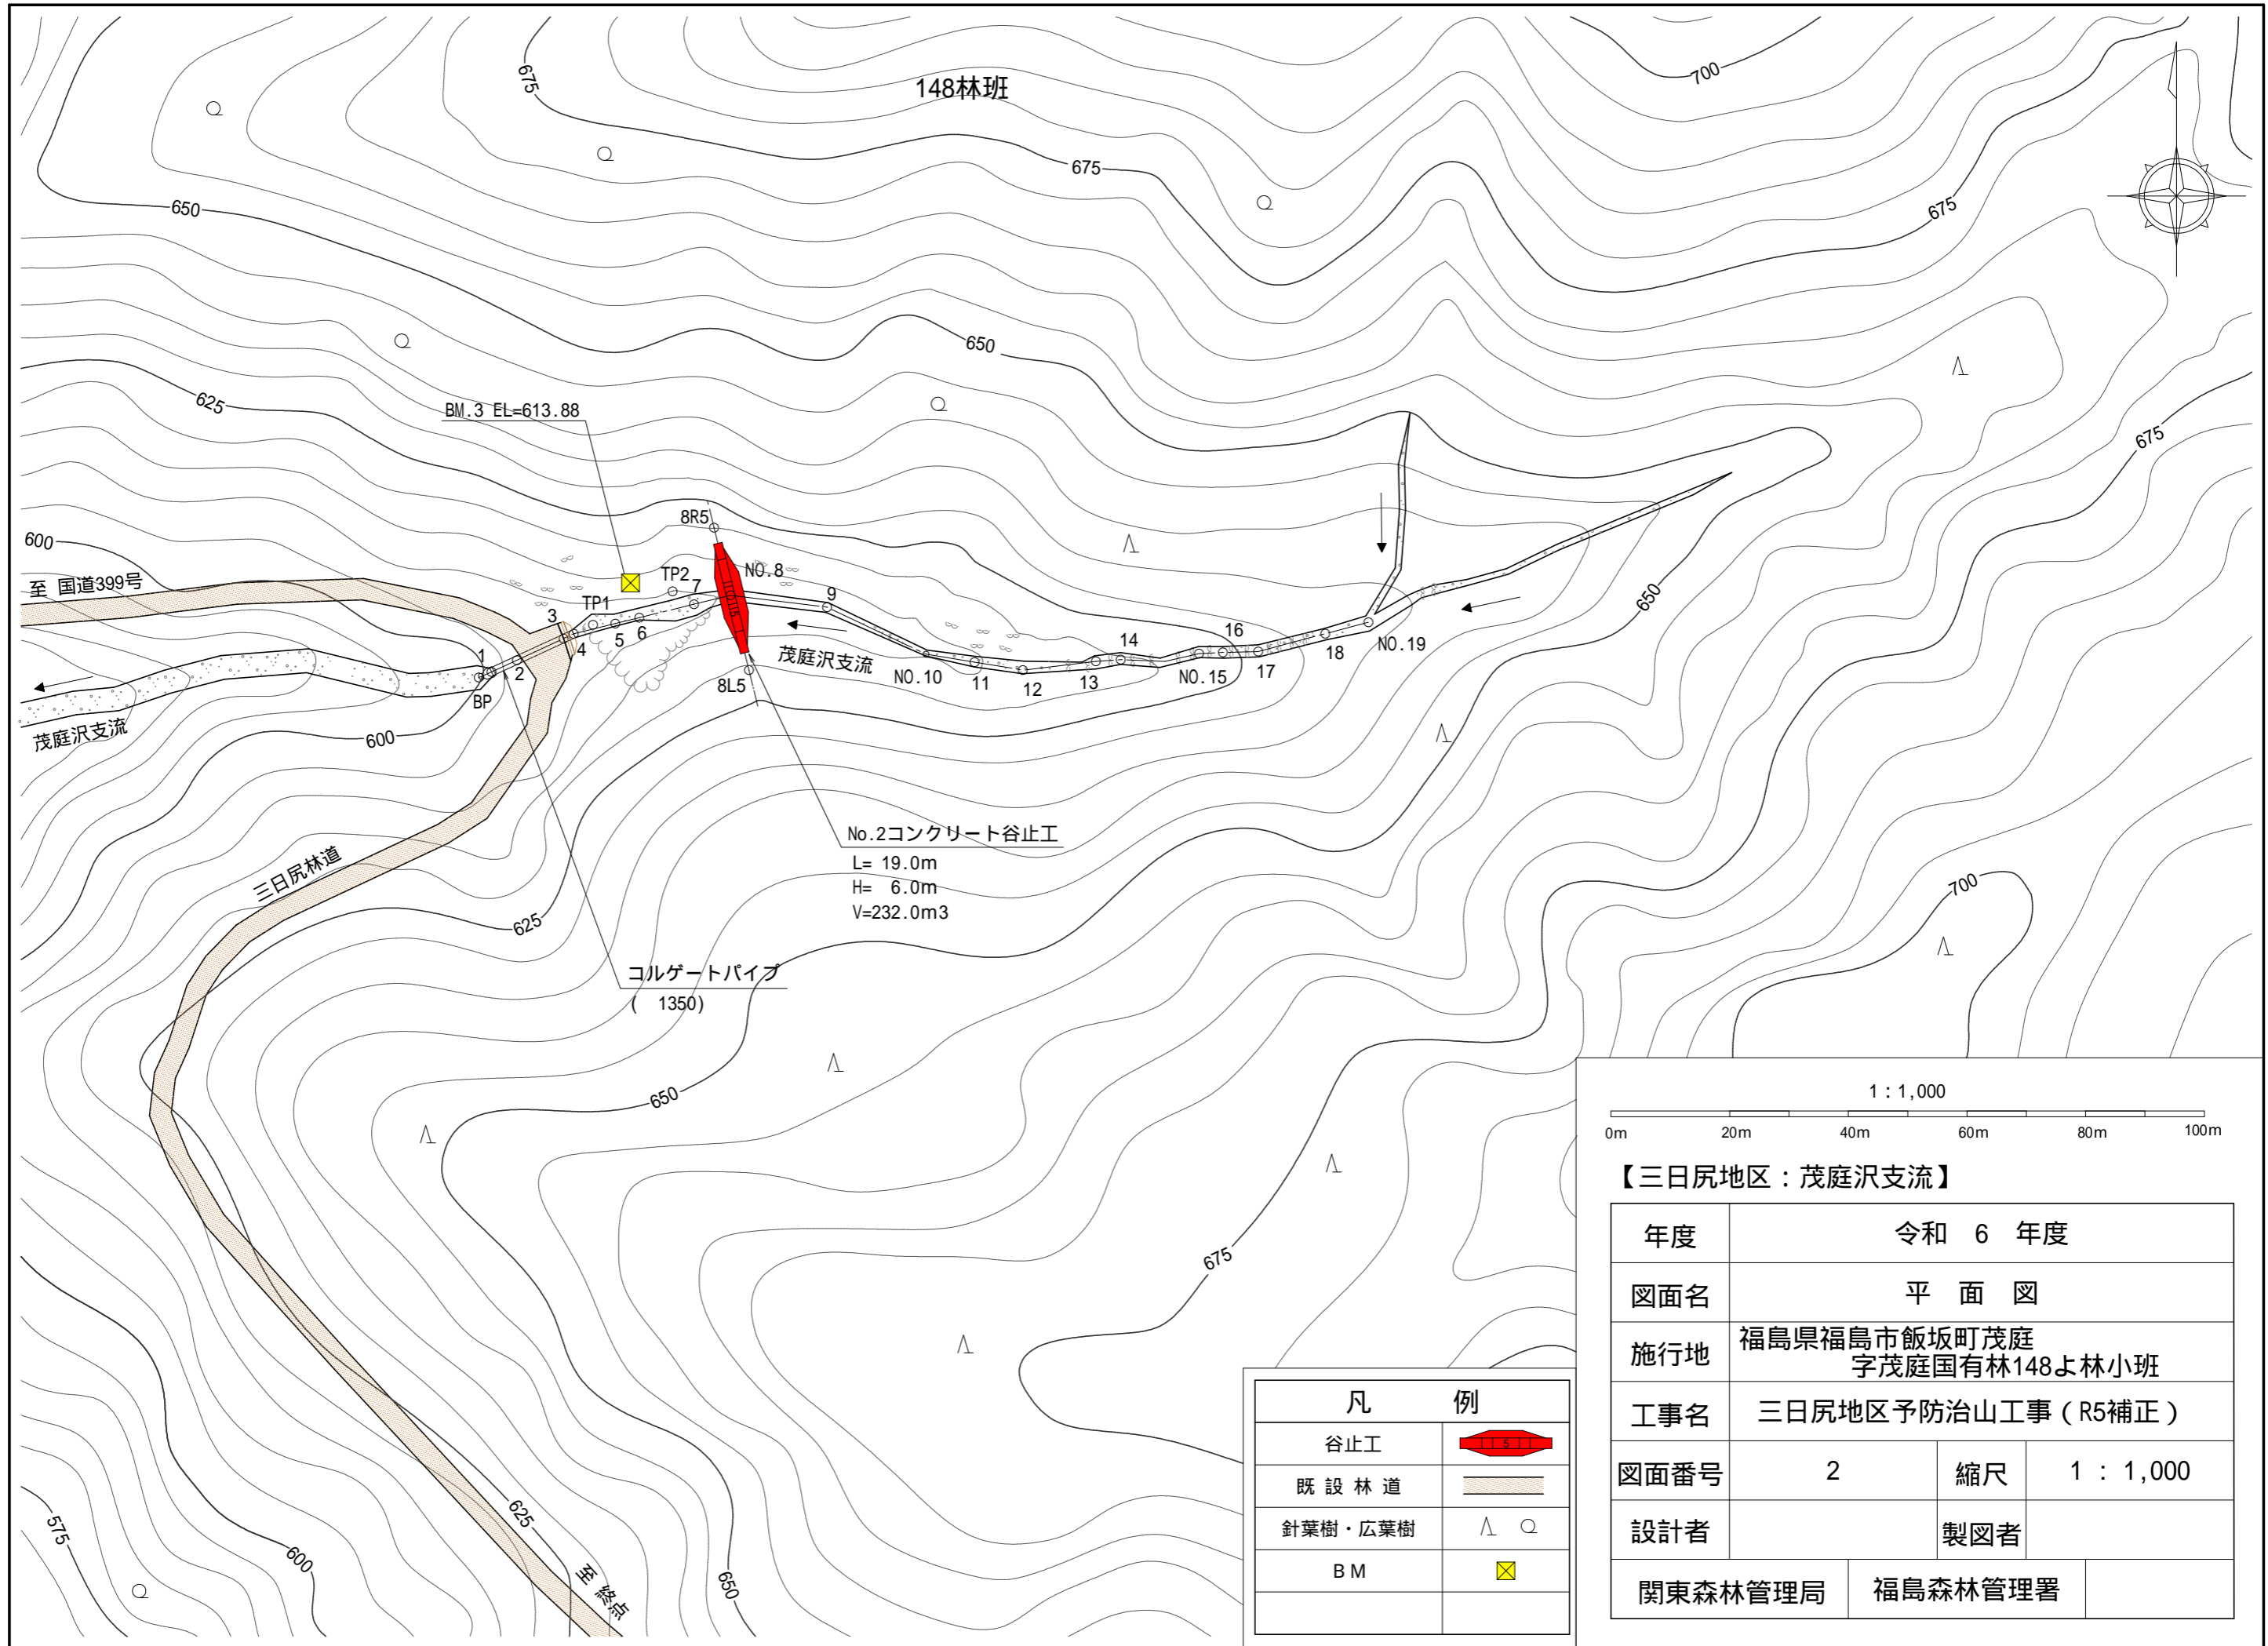 148林班
675
700
675
675
650
650
625
BM.3 EL=613.88
675
600
至 国道399号
8R5
NO.8
TP2
7
TP1
3
4
5
6
9
1
2
BP
8L5
茂庭沢支流
NO.10
11
12
13
14
NO.15
16
17
18
NO.19
650
茂庭沢支流
600
三日尻林道
625
No.2コンクリート谷止工
L= 19.0m
H= 6.0m
V=232.0m3
コルゲートパイプ
( 1350)
650
700
675
575
600
625
650
至 終点
1：1,000
0m 20m 40m 60m 80m 100m
【三日尻地区：茂庭沢支流】
年度 令和 6 年度
図面名 平 面 図
施行地 福島県福島市飯坂町茂庭
字茂庭国有林148よ林小班
工事名 三日尻地区予防治山工事（R5補正）
図面番号 2 縮尺 1 : 1,000
設計者 製図者
関東森林管理局 福島森林管理署
凡 例
谷止工 5
既 設 林 道
針葉樹・広葉樹
B M